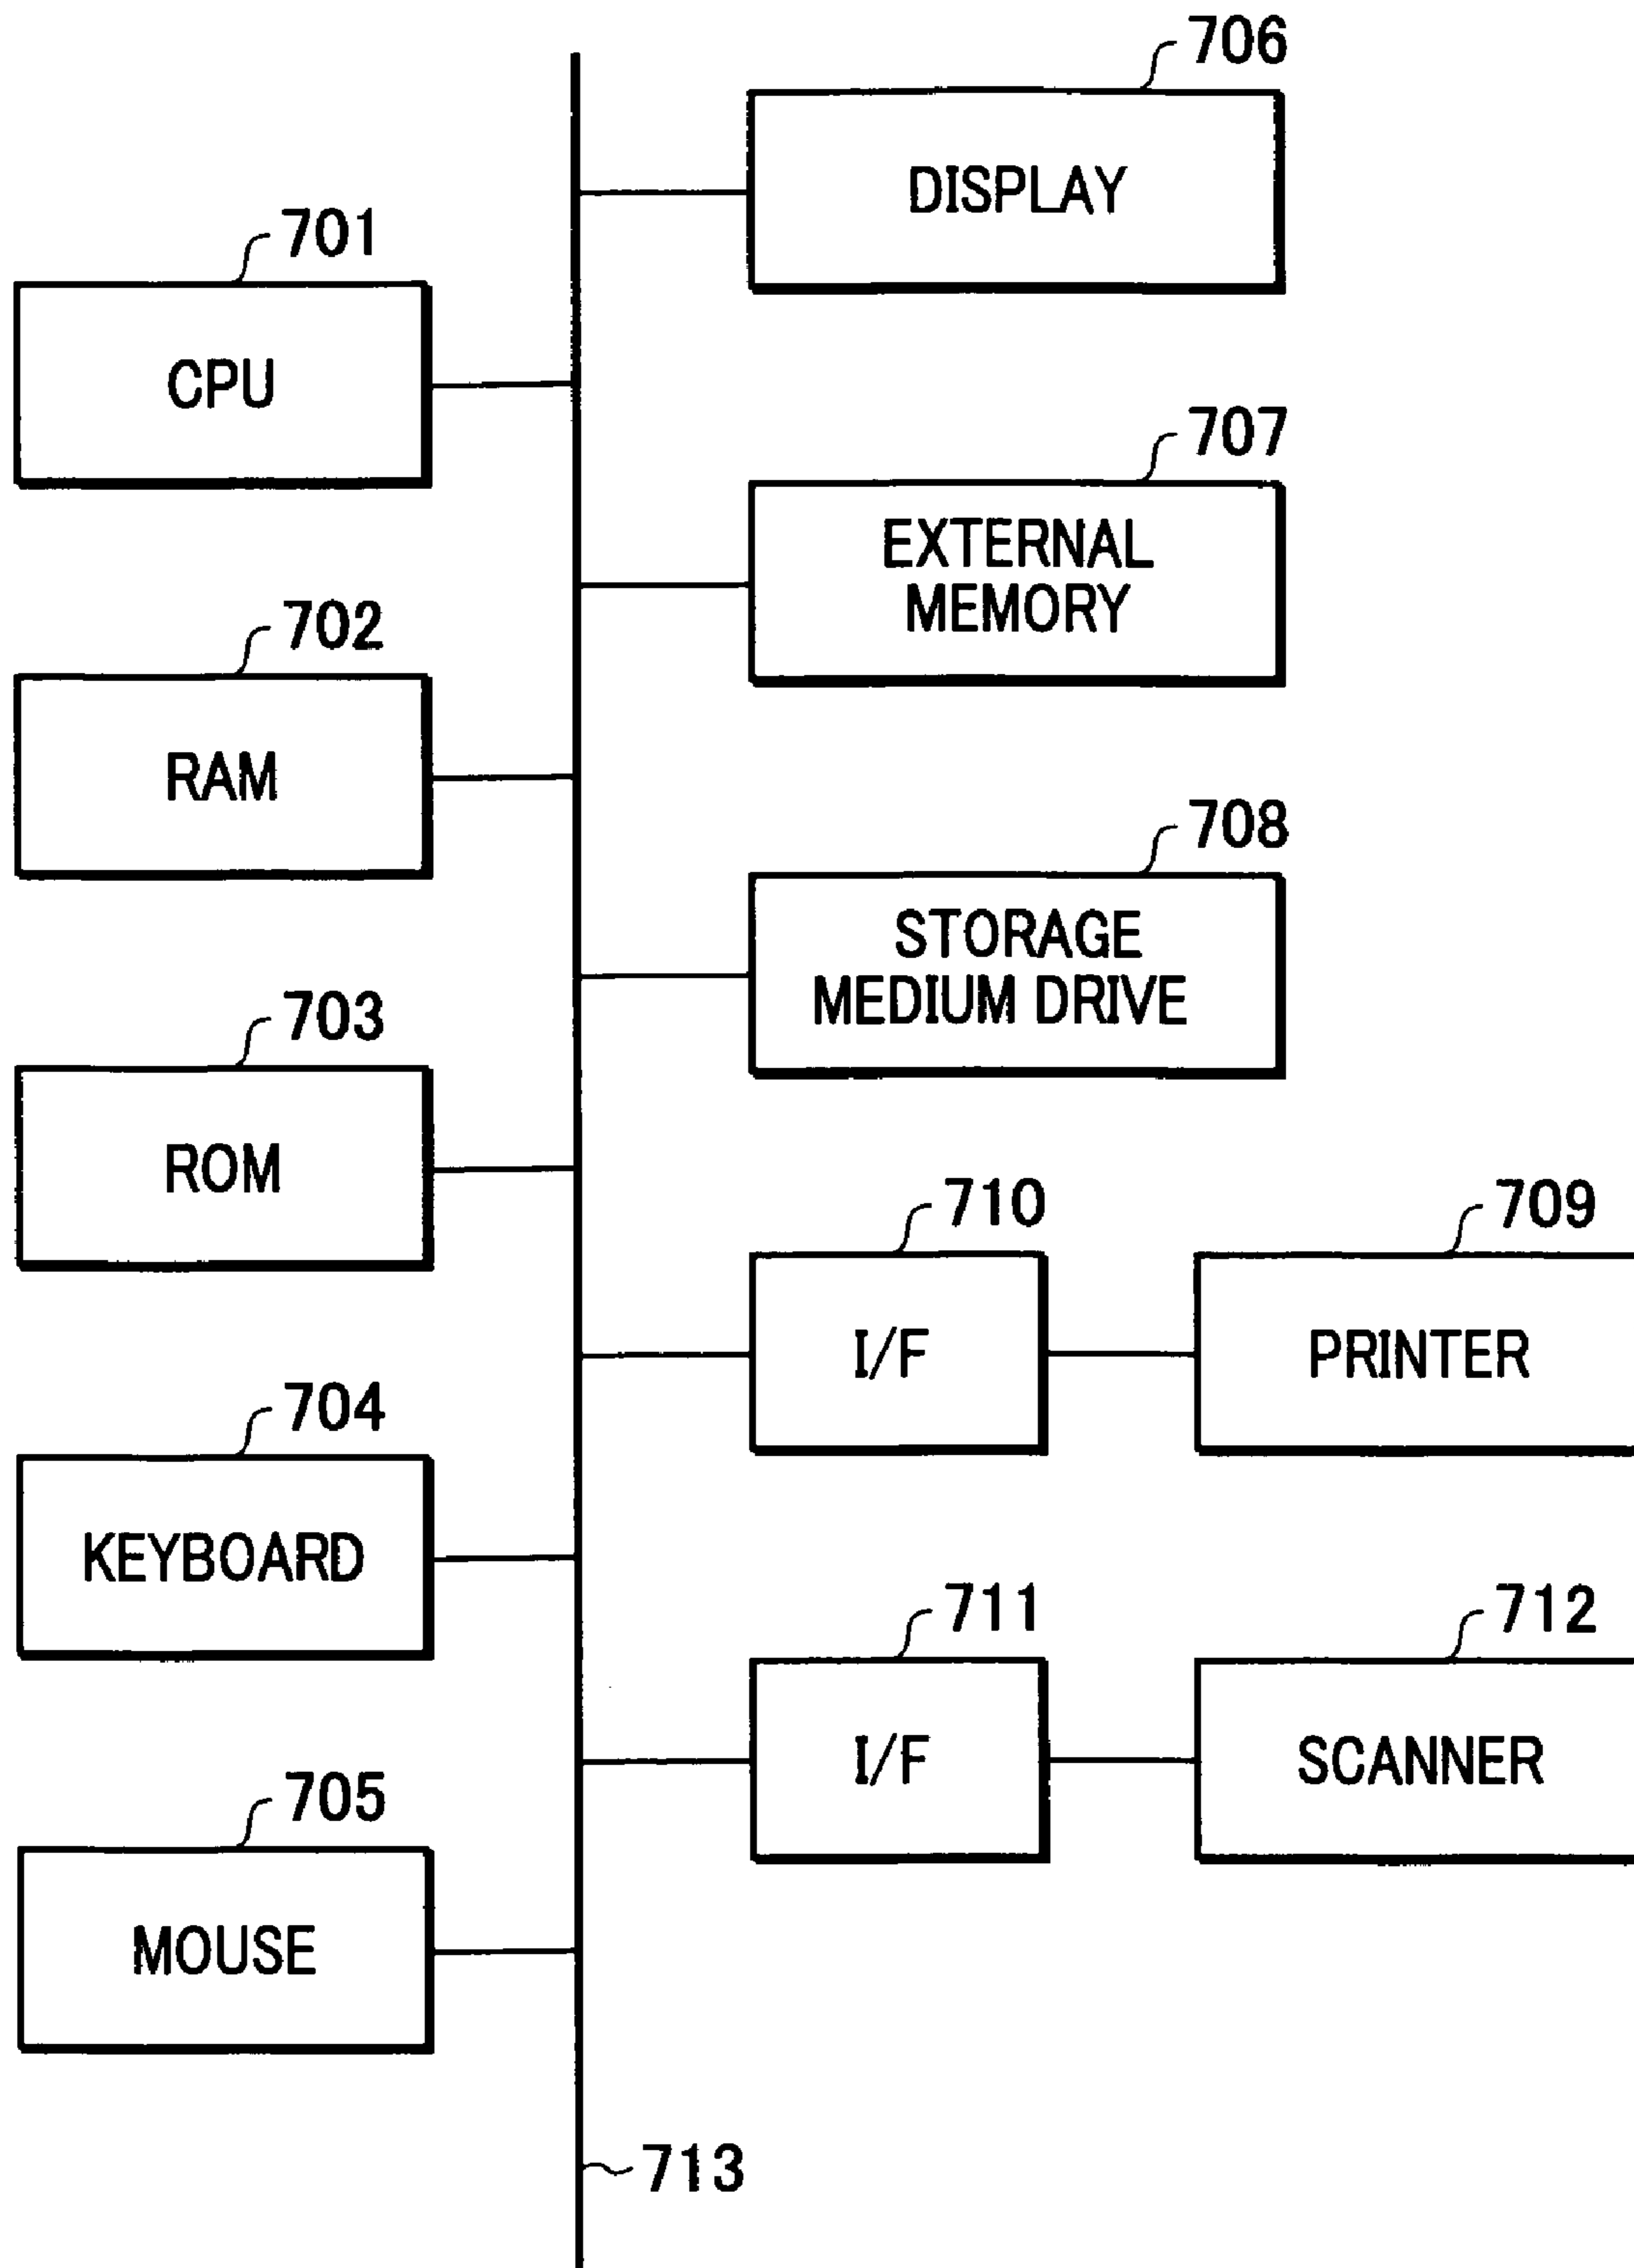 706
DISPLAY
701
CPU
707
EXTERNAL
MEMORY
702
RAM
708
STORAGE
MEDIUM DRIVE
703
ROM
710
I/F
709
PRINTER
704
KEYBOARD
711
I/F
712
SCANNER
705
MOUSE
713